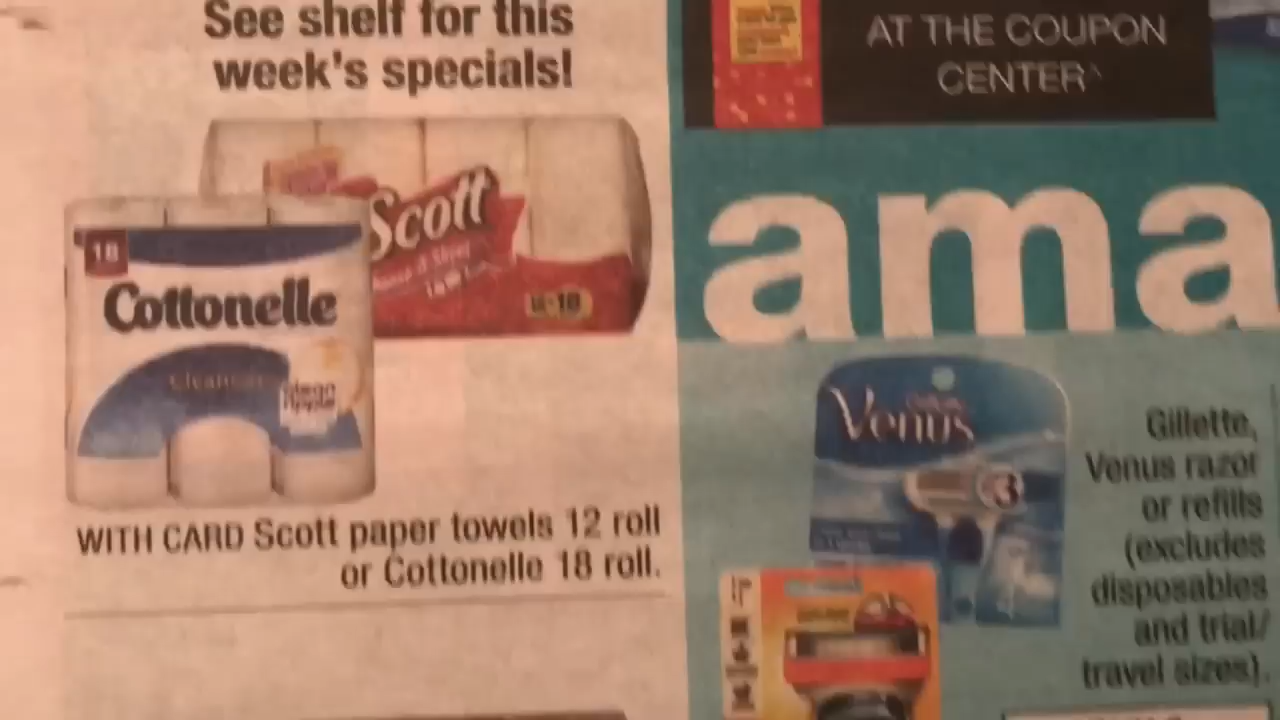 See shelf for this
week's specials!
Scott
18
Cottonelle
WITH CARD Scott paper towels 12 roll
or Cottonelle 18 roll.
AT THE COUPON
CENTER^
ama
Venus
3
Gillette,
Venus razor
or refills
(excludes
disposables
and trial/
travel sizes).